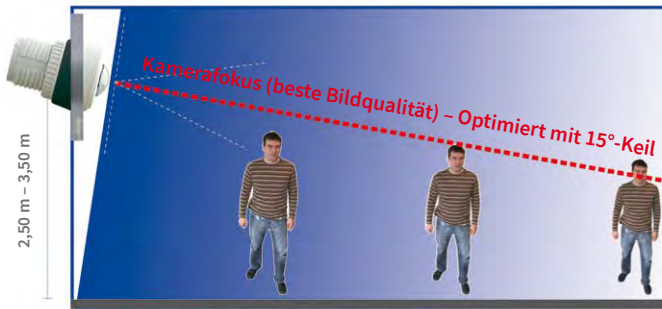 Kamerafokus (beste Bildqualität) – Optimiert mit 15°-Keil
2,50 m – 3,50 m